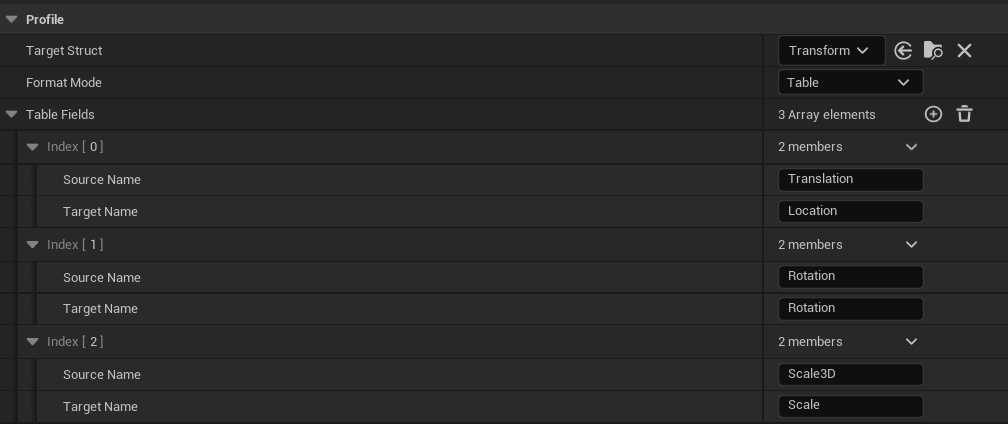 Profile
Target Struct Transform
Format Mode Table
Table Fields 3 Array elements
Index [ 0 ] 2 members
Source Name Translation
Target Name Location
Index [ 1 ] 2 members
Source Name Rotation
Target Name Rotation
Index [ 2 ] 2 members
Source Name Scale3D
Target Name Scale